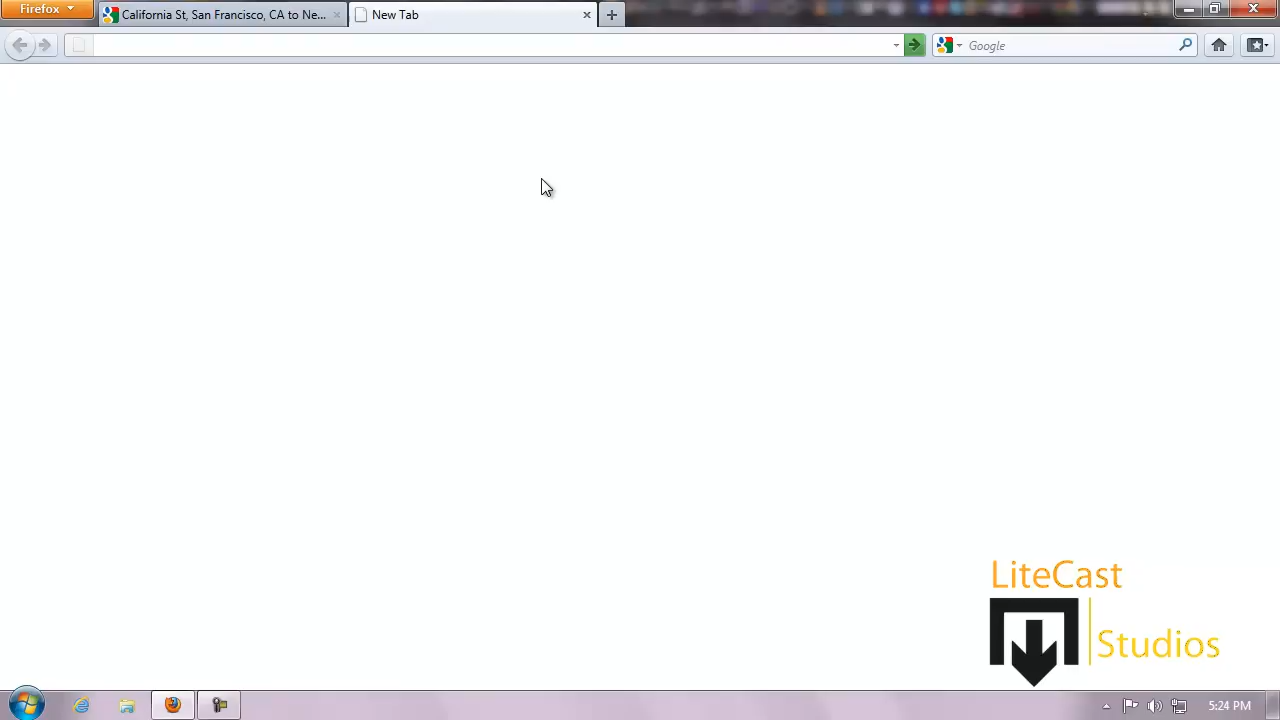 Firefox
California St, San Francisco, CA to Ne...
New Tab
Google
LiteCast
Studios
5:24 PM